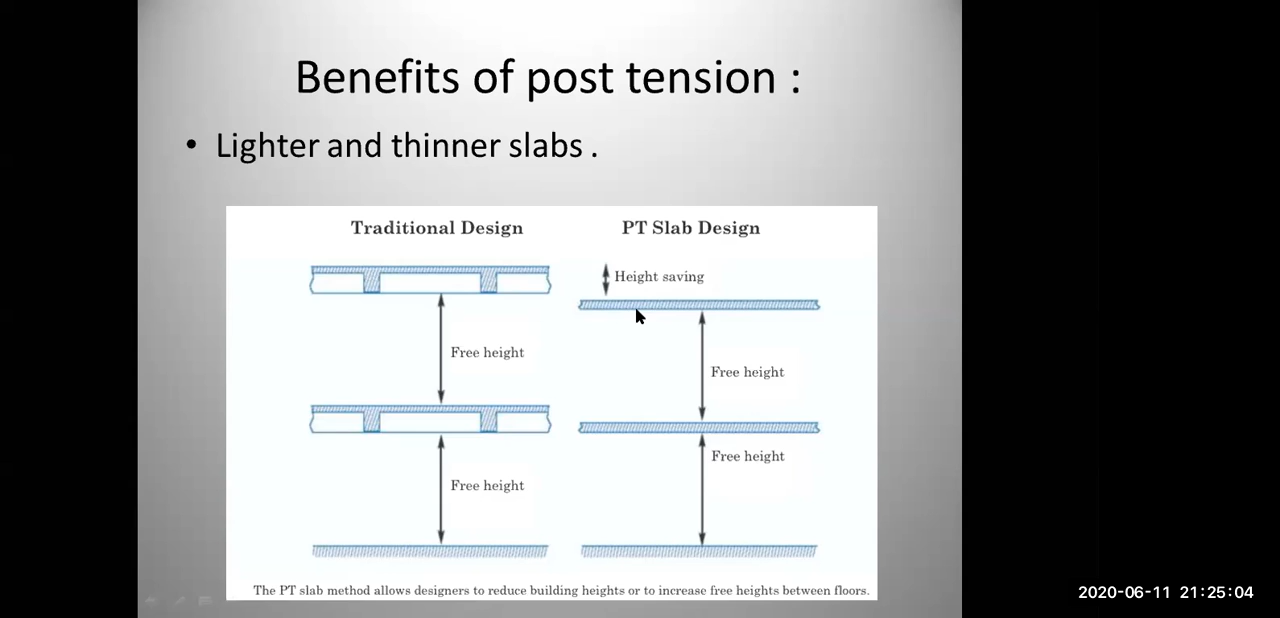 Benefits of post tension :
• Lighter and thinner slabs .
Traditional Design
PT Slab Design
Height saving
Free height
Free height
Free height
Free height
The PT slab method allows designers to reduce building heights or to increase free heights between floors.
2020-06-11 21:25:04